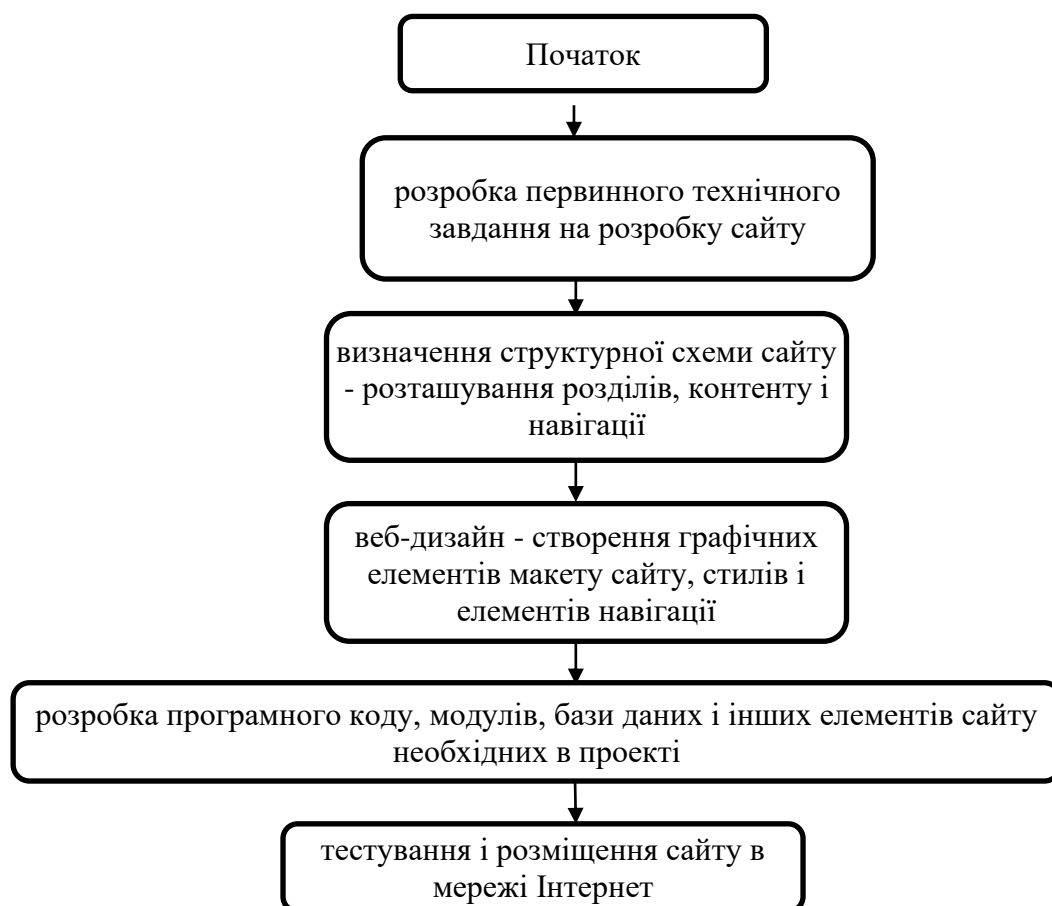 Початок
розробка первинного технічного
завдання на розробку сайту
визначення структурної схеми сайту
- розташування розділів, контенту і
навігації
веб-дизайн - створення графічних
елементів макету сайту, стилів і
елементів навігації
розробка програмного коду, модулів, бази даних і інших елементів сайту
необхідних в проекті
тестування і розміщення сайту в
мережі Інтернет